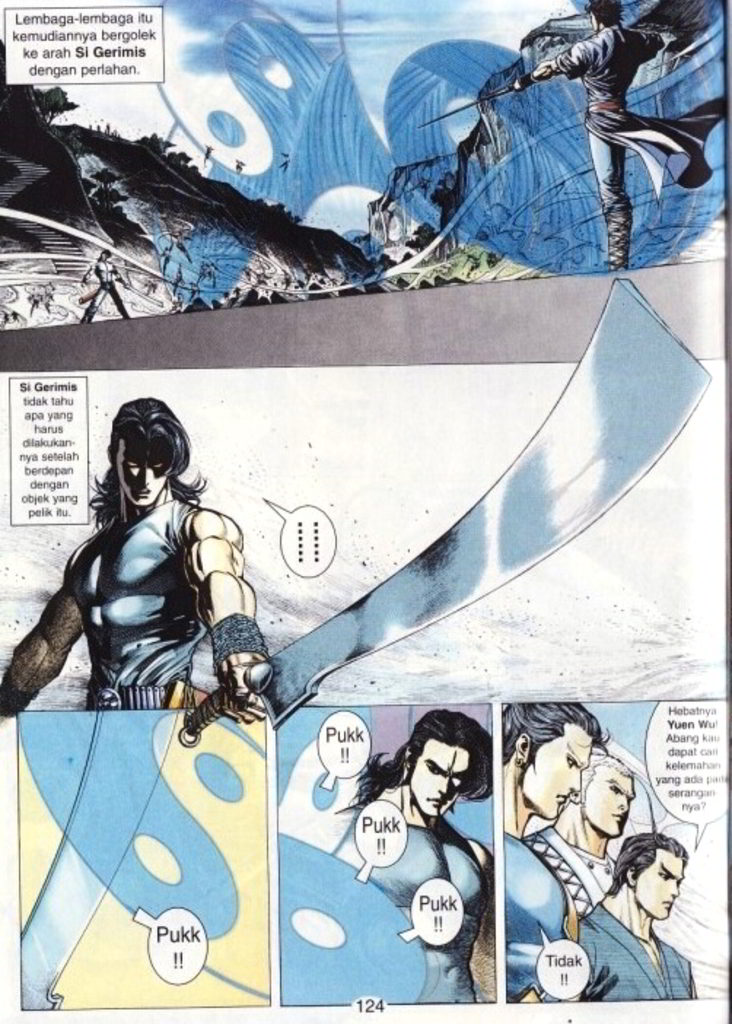 Lembaga-lembaga itu
kemudiannya bergolek
ke arah Si Gerimis
dengan perlahan.
Si Gerimis
tidak tahu
apa yang
harus
dilakukan-
nya setelah
berdepan
dengan
objek yang
pelik itu.
Pukk
!!
Pukk
!!
Pukk
!!
Pukk
!!
Hebatnya
Yuen Wu!
Abang kau
dapat cari
kelemahan
yang ada pada
serangan-
nya?
Tidak
!!
124